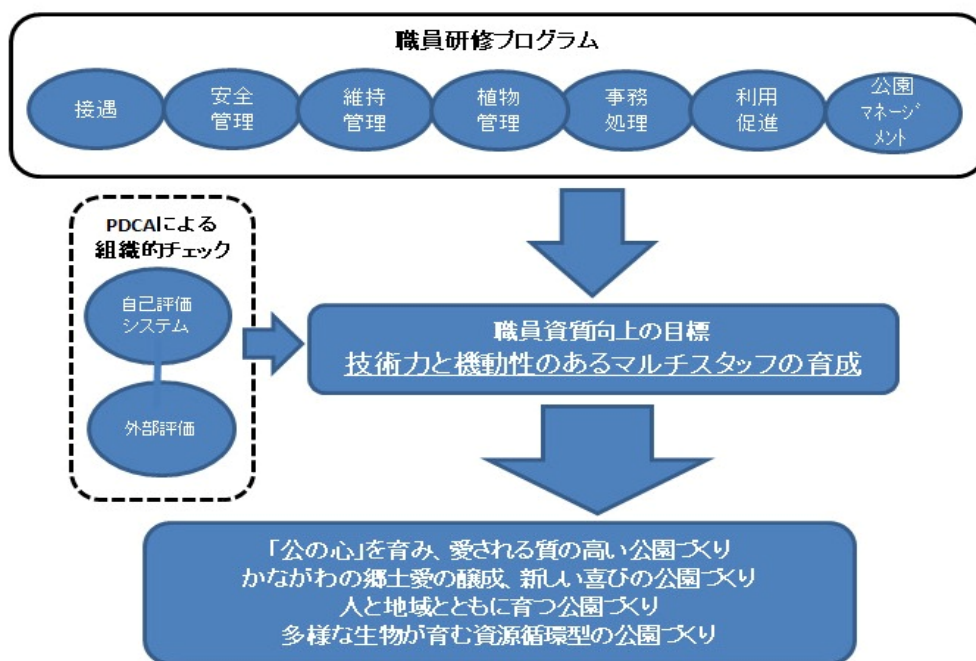 職員研修プログラム
接遇
安全
管理
維持
管理
植物
管理
事務
処理
利用
促進
公園
マネージ
メント
PDCAによる
組織的チェック
自己評価
システム
外部評価
職員資質向上の目標
技術力と機動性のあるマルチスタッフの育成
「公の心」を育み、愛される質の高い公園づくり
かながわの郷土愛の醸成、新しい喜びの公園づくり
人と地域とともに育つ公園づくり
多様な生物が育む資源循環型の公園づくり